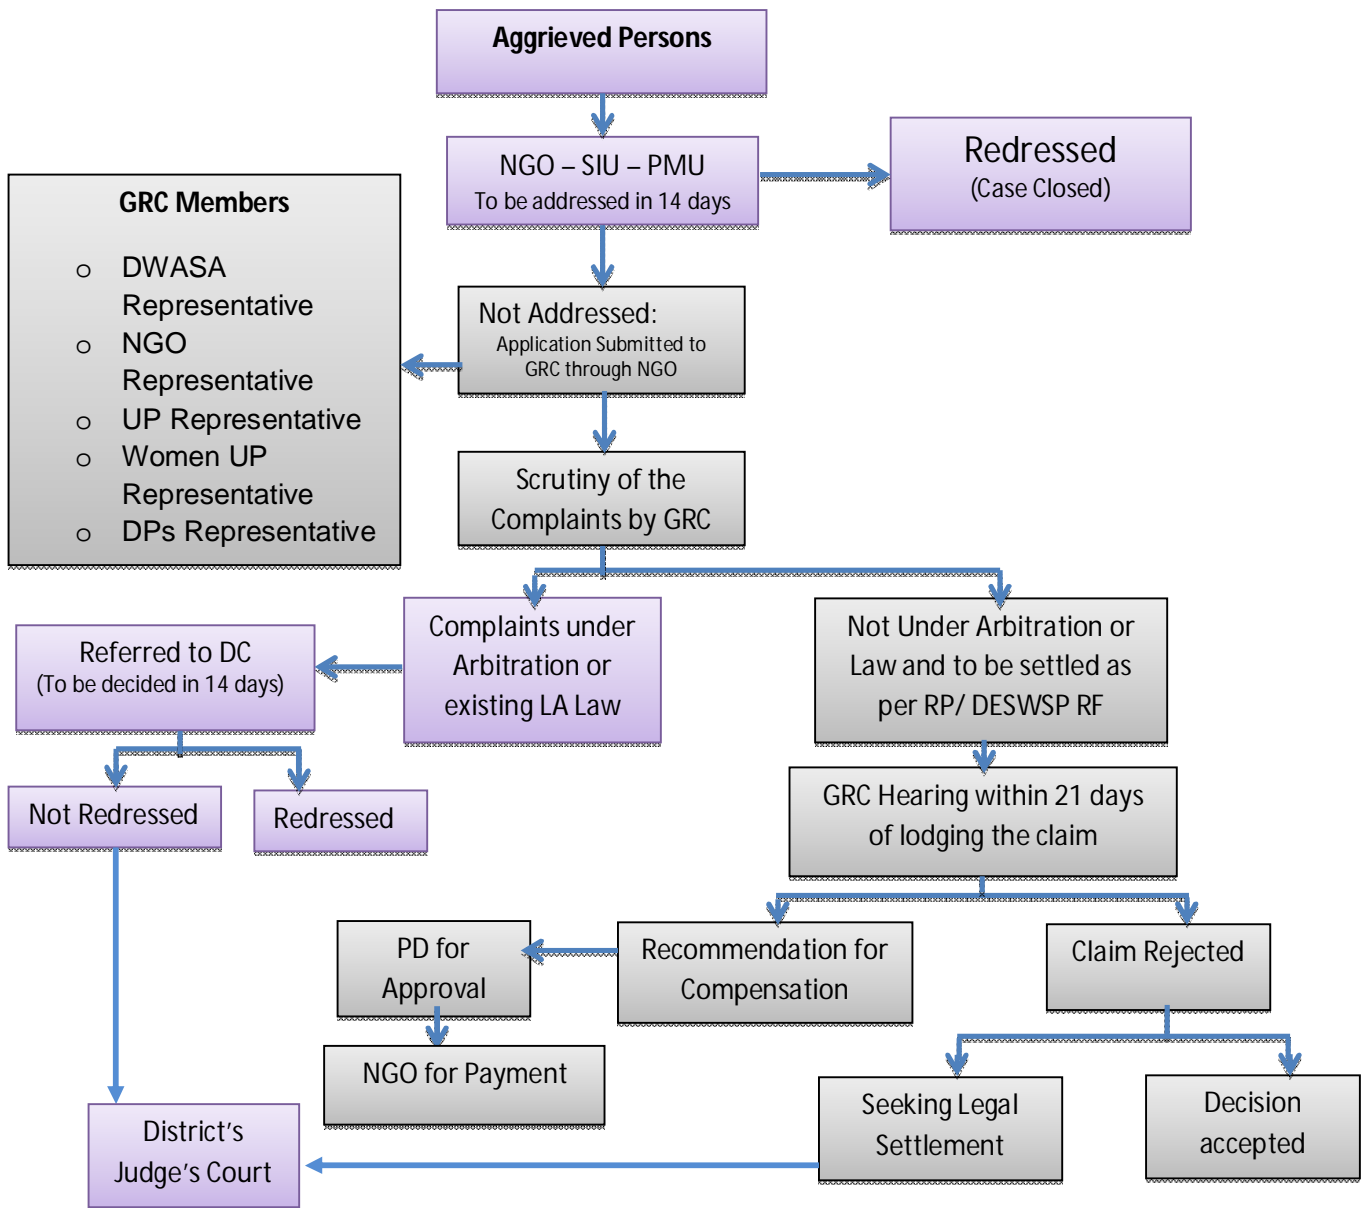 Aggrieved Persons
NGO – SIU – PMU
To be addressed in 14 days
Redressed
(Case Closed)
GRC Members
o DWASA
Representative
o NGO
Representative
o UP Representative
o Women UP
Representative
o DPs Representative
Not Addressed:
Application Submitted to
GRC through NGO
Scrutiny of the
Complaints by GRC
Referred to DC
(To be decided in 14 days)
Complaints under
Arbitration or
existing LA Law
Not Under Arbitration or
Law and to be settled as
per RP/ DESWSP RF
Not Redressed
Redressed
GRC Hearing within 21 days
of lodging the claim
PD for
Approval
Recommendation for
Compensation
Claim Rejected
NGO for Payment
Seeking Legal
Settlement
Decision
accepted
District’s
Judge’s Court